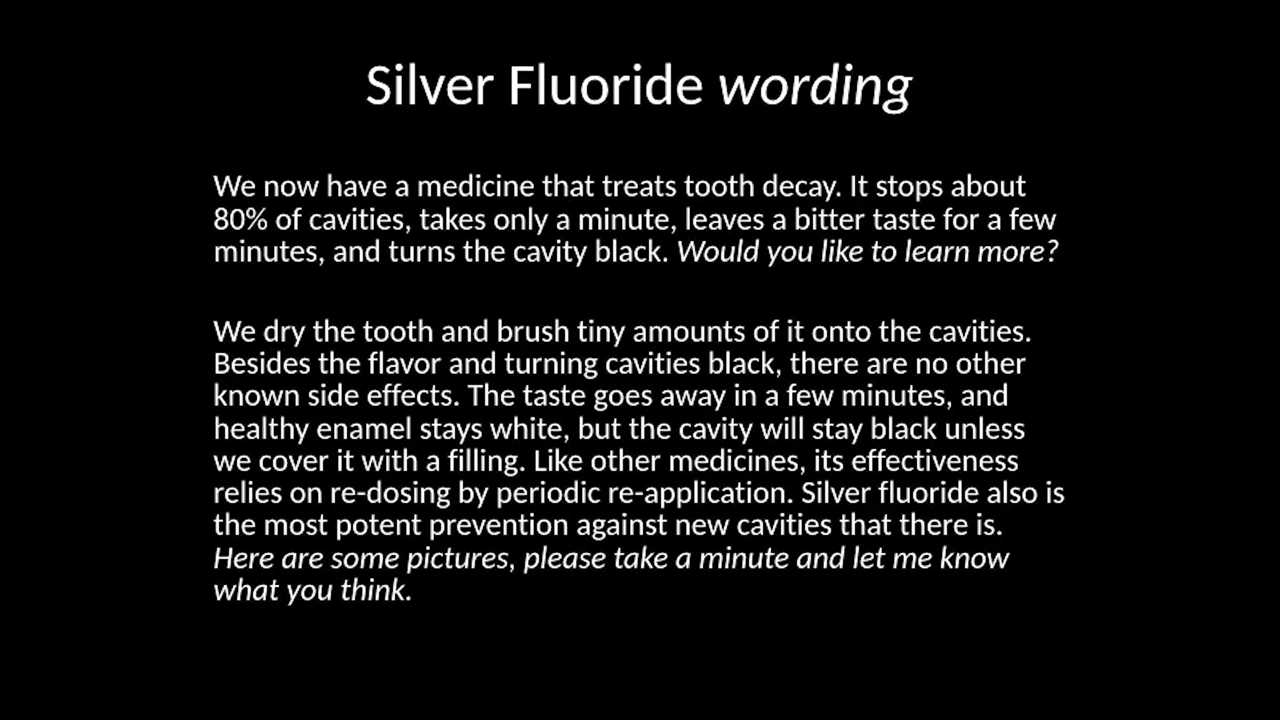 Silver Fluoride wording
We now have a medicine that treats tooth decay. It stops about
80% of cavities, takes only a minute, leaves a bitter taste for a few
minutes, and turns the cavity black. Would you like to learn more?
We dry the tooth and brush tiny amounts of it onto the cavities.
Besides the flavor and turning cavities black, there are no other
known side effects. The taste goes away in a few minutes, and
healthy enamel stays white, but the cavity will stay black unless
we cover it with a filling. Like other medicines, its effectiveness
relies on re-dosing by periodic re-application. Silver fluoride also is
the most potent prevention against new cavities that there is.
Here are some pictures, please take a minute and let me know
what you think.